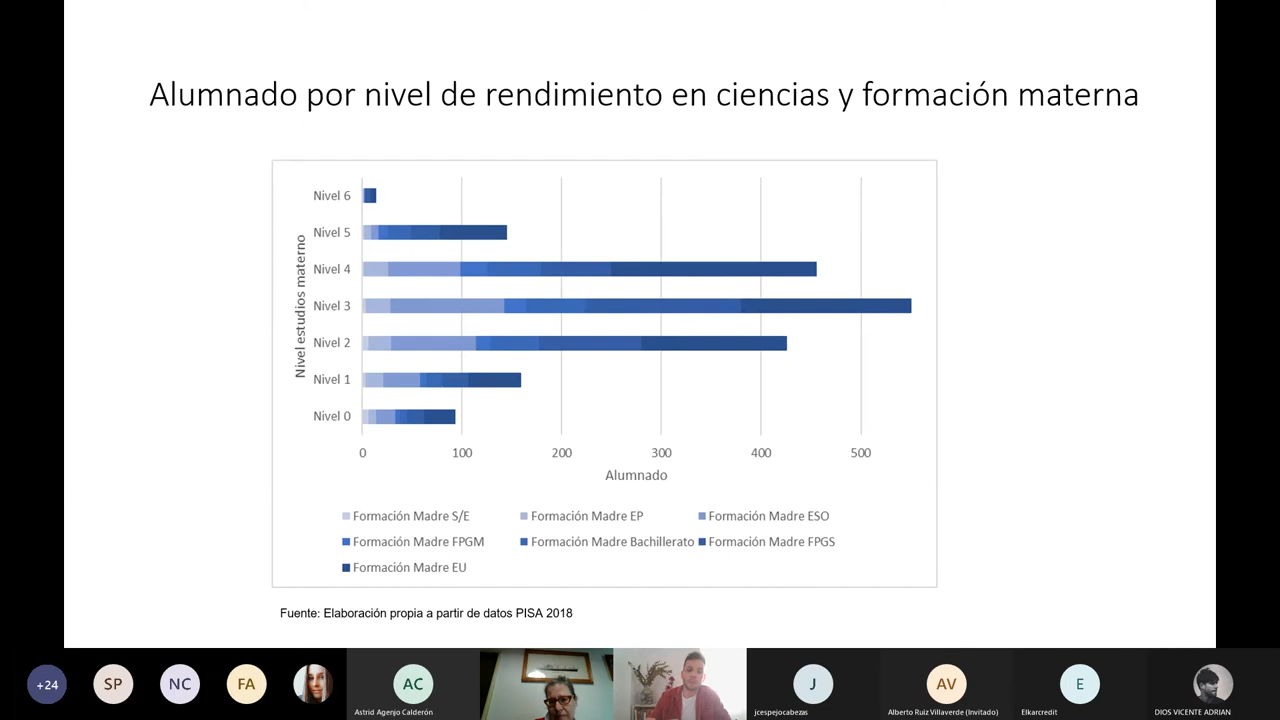 Alumnado por nivel de rendimiento en ciencias y formación materna
Nivel estudios materno
Nivel 6
Nivel 5
Nivel 4
Nivel 3
Nivel 2
Nivel 1
Nivel 0
0 100 200 300 400 500
Alumnado
Formación Madre S/E Formación Madre EP Formación Madre ESO
Formación Madre FPGM Formación Madre Bachillerato Formación Madre FPGS
Formación Madre EU
Fuente: Elaboración propia a partir de datos PISA 2018
+24 SP NC FA AC J AV E
Astrid Agenjo Calderón jcespejocabezas Alberto Ruiz Villaverde (Invitado) Elkarcredit DIOS VICENTE ADRIAN